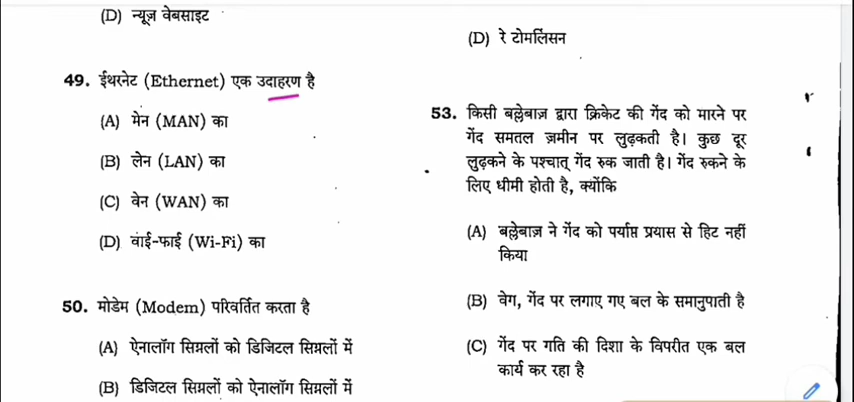 (D) न्यूज़ वेबसाइट
49. ईथरनेट (Ethernet) एक उदाहरण है
(A) मेन (MAN) का
(B) लेन (LAN) का
(C) वेन (WAN) का
(D) वाई-फाई (Wi-Fi) का
50. मोडेम (Modem) परिवर्तित करता है
(A) ऐनालॉग सिग्नलों को डिजिटल सिग्नलों में
(B) डिजिटल सिग्नलों को ऐनालॉग सिग्नलों में
(D) रे टोमलिंसन
53. किसी बल्लेबाज़ द्वारा क्रिकेट की गेंद को मारने पर
गेंद समतल ज़मीन पर लुढ़कती है। कुछ दूर
लुढ़कने के पश्चात् गेंद रुक जाती है। गेंद रुकने के
लिए धीमी होती है, क्योंकि
(A) बल्लेबाज़ ने गेंद को पर्याप्त प्रयास से हिट नहीं
किया
(B) वेग, गेंद पर लगाए गए बल के समानुपाती है
(C) गेंद पर गति की दिशा के विपरीत एक बल
कार्य कर रहा है